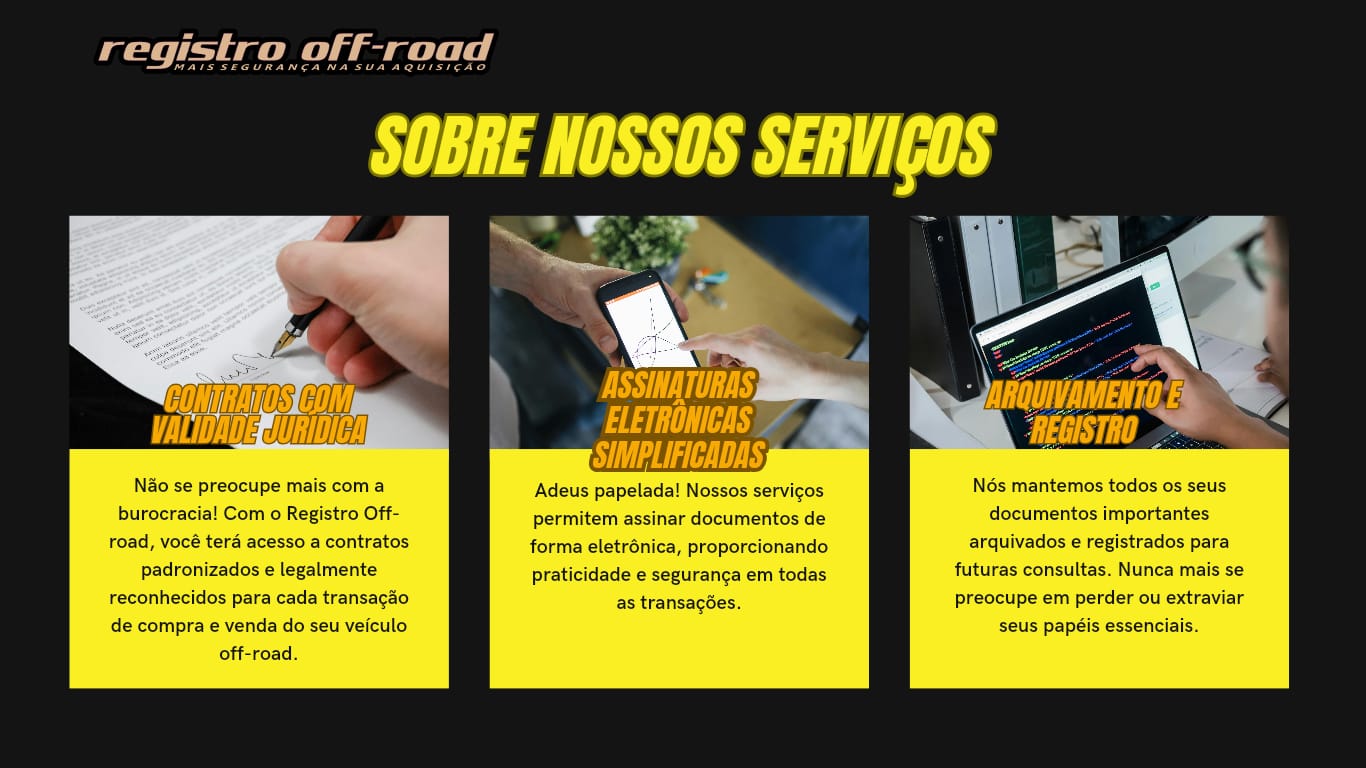 registro off-road
MAIS SEGURANÇA NA SUA AQUISIÇÃO
SOBRE NOSSOS SERVIÇOS
CONTRATOS COM
VALIDADE JURÍDICA
Não se preocupe mais com a
burocracia! Com o Registro Off-
road, você terá acesso a contratos
padronizados e legalmente
reconhecidos para cada transação
de compra e venda do seu veículo
off-road.
ASSINATURAS
ELETRÔNICAS
SIMPLIFICADAS
Adeus papelada! Nossos serviços
permitem assinar documentos de
forma eletrônica, proporcionando
praticidade e segurança em todas
as transações.
ARQUIVAMENTO E
REGISTRO
Nós mantemos todos os seus
documentos importantes
arquivados e registrados para
futuras consultas. Nunca mais se
preocupe em perder ou extraviar
seus papéis essenciais.